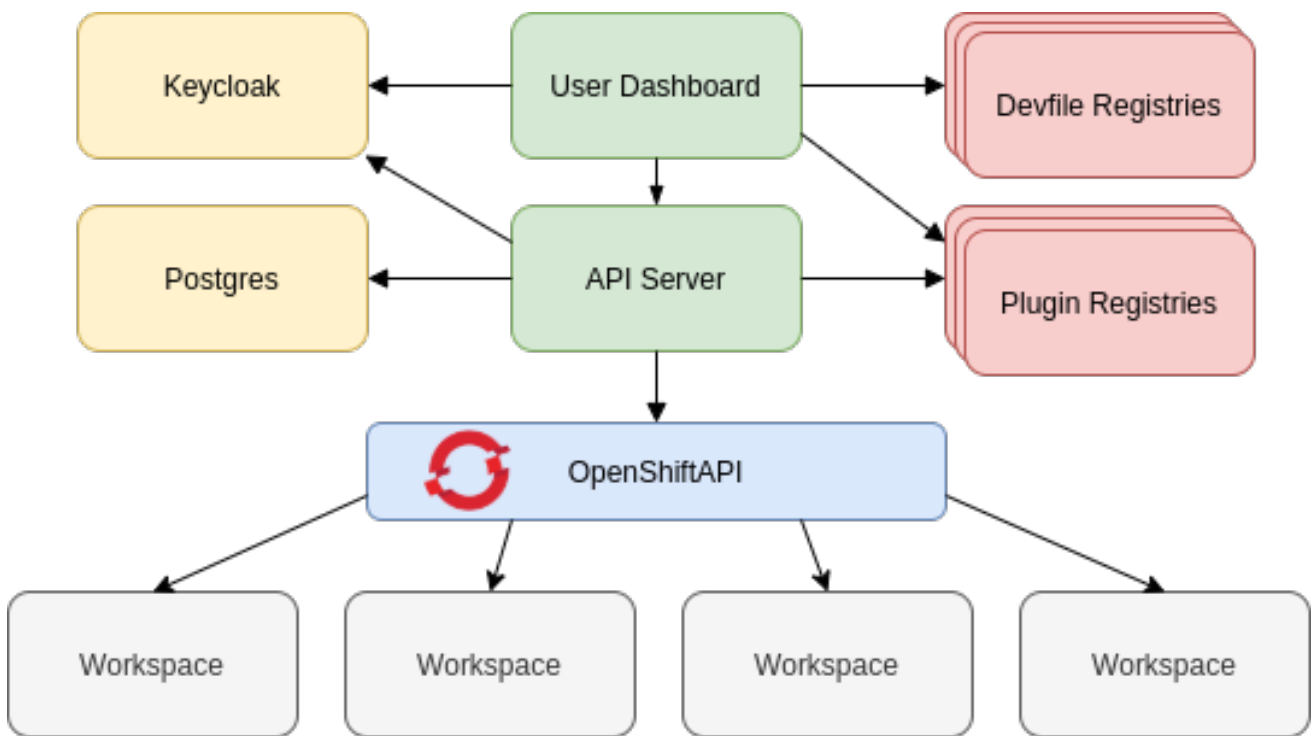 Keycloak
User Dashboard
Devfile Registries
Postgres
API Server
Plugin Registries
OpenShiftAPI
Workspace
Workspace
Workspace
Workspace